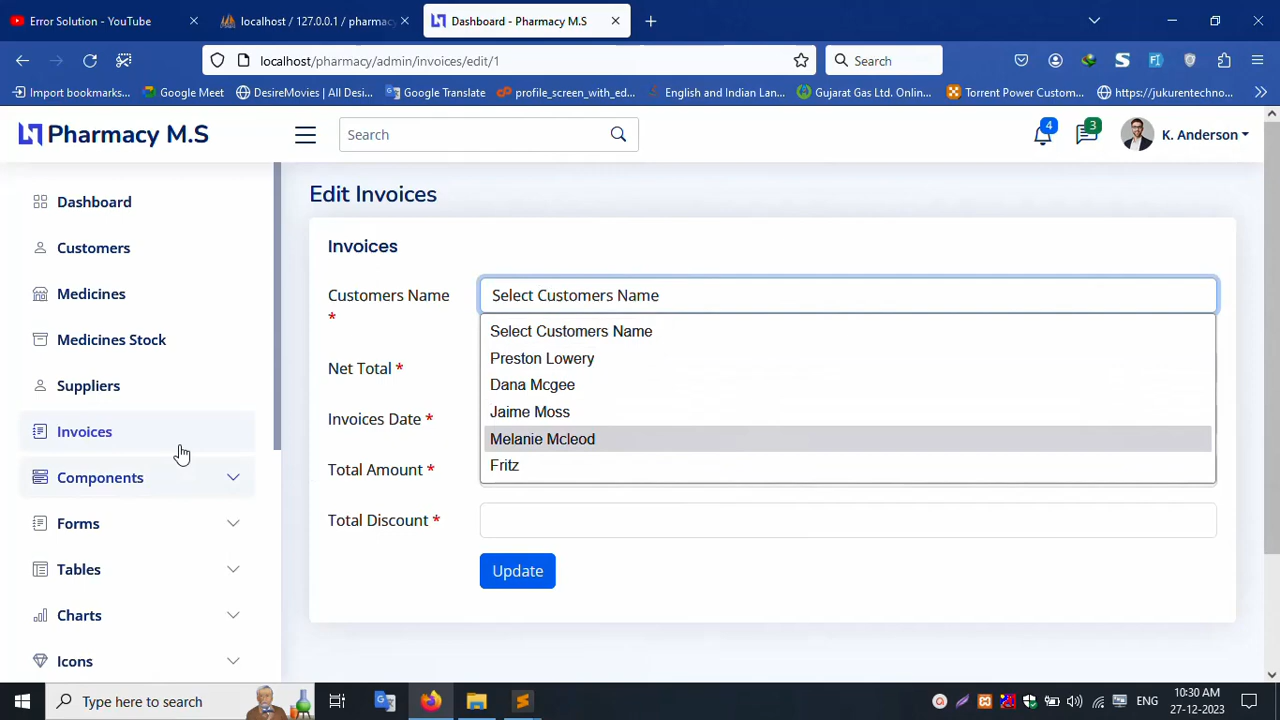 Error Solution - YouTube
localhost / 127.0.0.1 / pharmacy
Dashboard - Pharmacy M.S
localhost/pharmacy/admin/invoices/edit/1
Search
Import bookmarks...
Google Meet
DesireMovies | All Desi...
Google Translate
profile_screen_with_ed...
English and Indian Lan...
Gujarat Gas Ltd. Onlin...
Torrent Power Custom...
https://jukurentechno...
Pharmacy M.S
Search
4
3
K. Anderson
Dashboard
Customers
Medicines
Medicines Stock
Suppliers
Invoices
Components
Forms
Tables
Charts
Icons
Edit Invoices
Invoices
Customers Name
*
Select Customers Name
Select Customers Name
Preston Lowery
Dana Mcgee
Jaime Moss
Melanie Mcleod
Fritz
Net Total *
Invoices Date *
Total Amount *
Total Discount *
Update
Type here to search
ENG
10:30 AM
27-12-2023